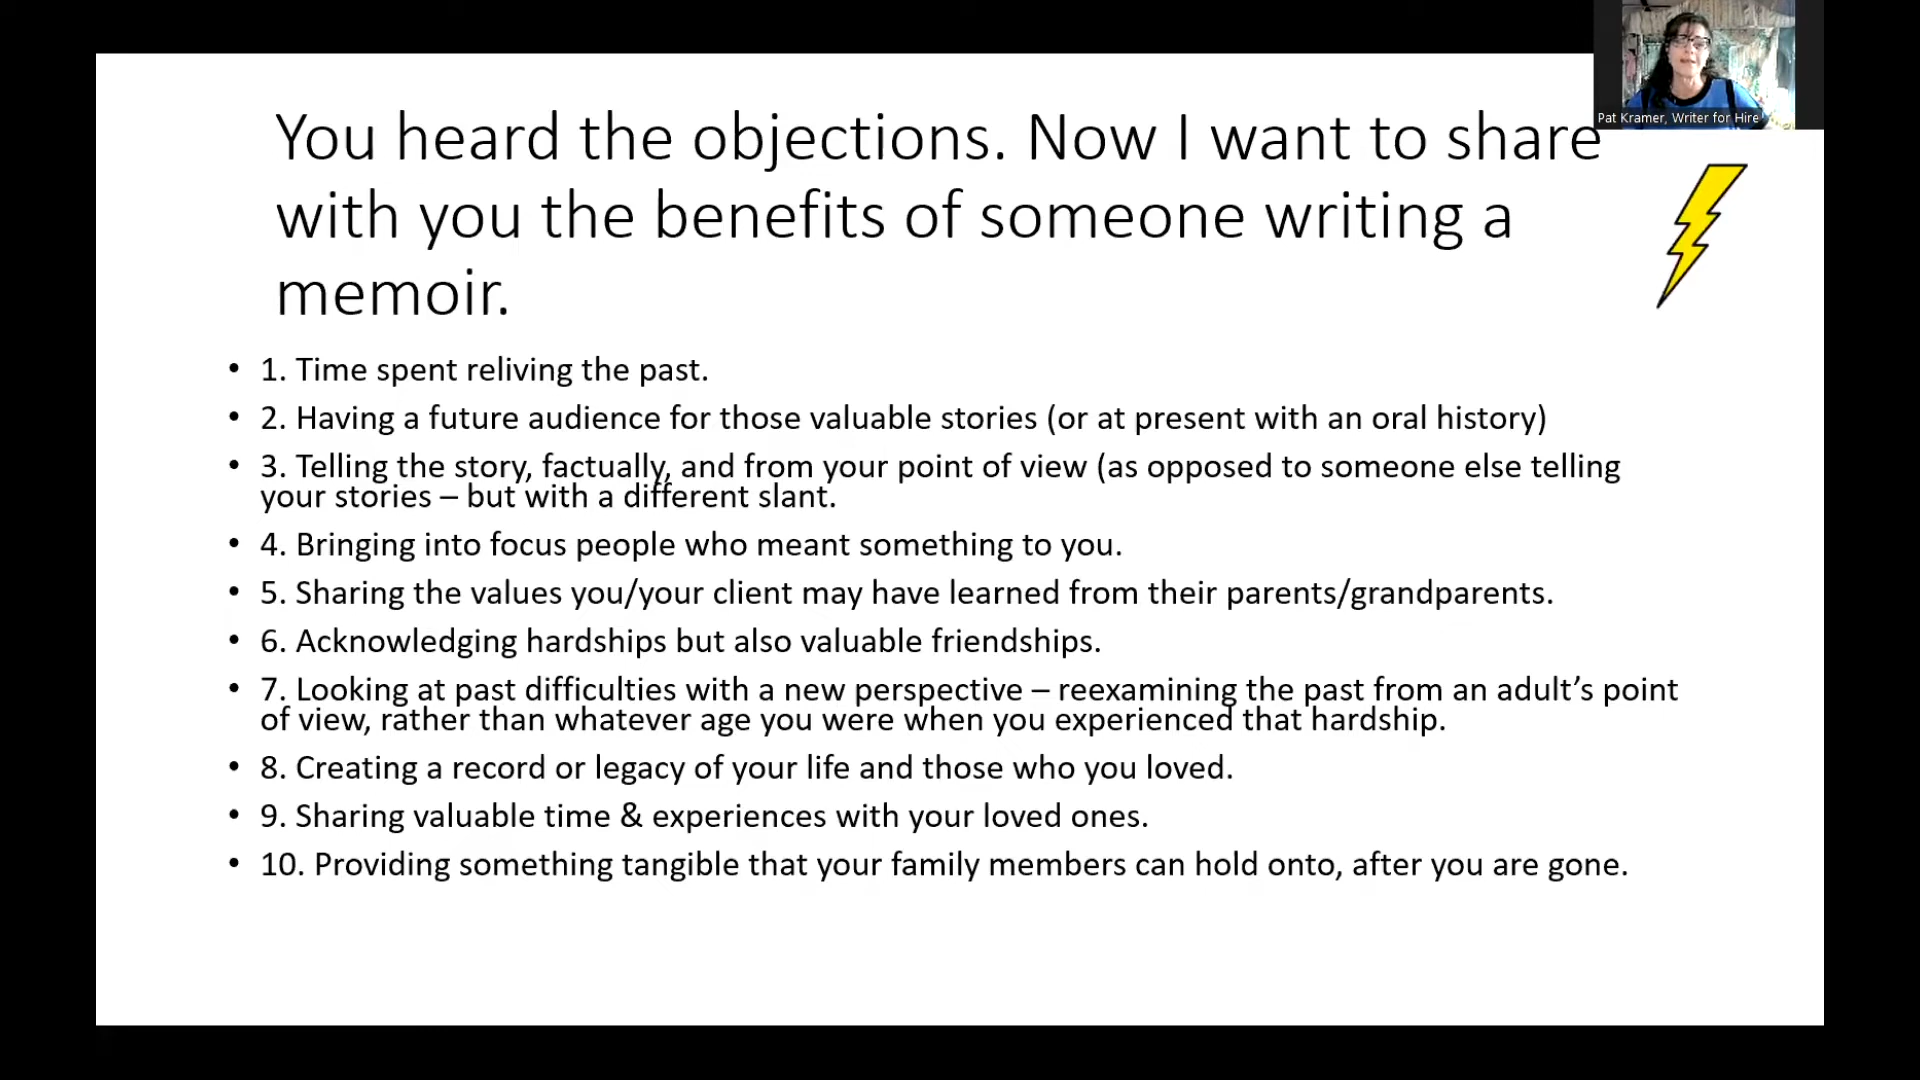 Pat Kramer, Writer for Hire
You heard the objections. Now I want to share
with you the benefits of someone writing a
memoir.
• 1. Time spent reliving the past.
• 2. Having a future audience for those valuable stories (or at present with an oral history)
• 3. Telling the story, factually, and from your point of view (as opposed to someone else telling
your stories – but with a different slant.
• 4. Bringing into focus people who meant something to you.
• 5. Sharing the values you/your client may have learned from their parents/grandparents.
• 6. Acknowledging hardships but also valuable friendships.
• 7. Looking at past difficulties with a new perspective – reexamining the past from an adult’s point
of view, rather than whatever age you were when you experienced that hardship.
• 8. Creating a record or legacy of your life and those who you loved.
• 9. Sharing valuable time & experiences with your loved ones.
• 10. Providing something tangible that your family members can hold onto, after you are gone.